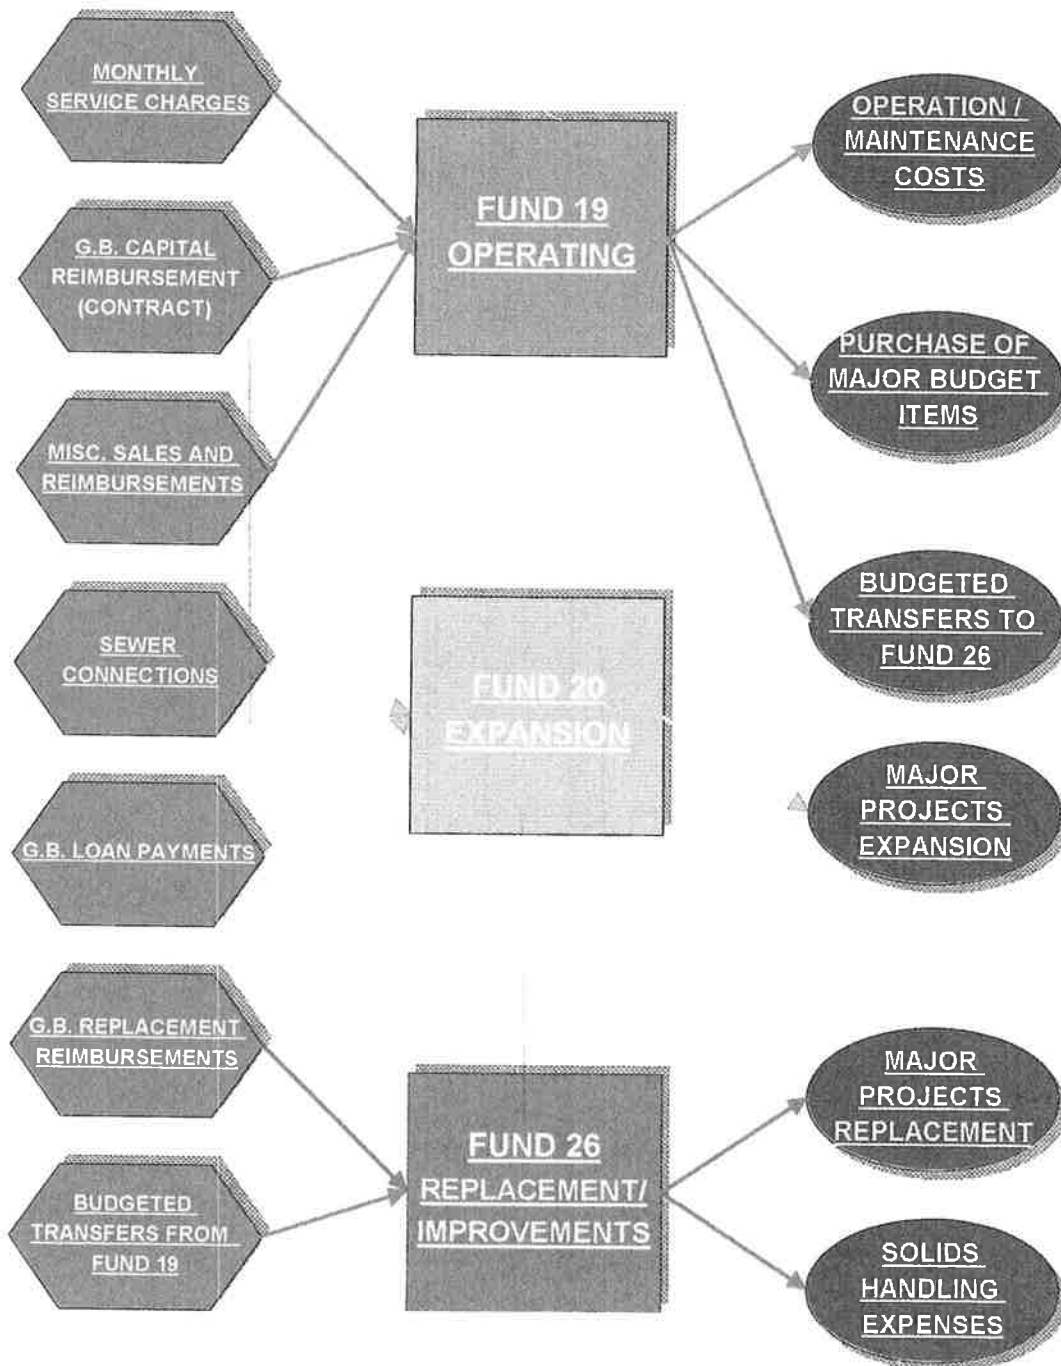 MONTHLY
SERVICE CHARGES
G.B. CAPITAL
REIMBURSEMENT
(CONTRACT)
MISC. SALES AND
REIMBURSEMENTS
SEWER
CONNECTIONS
G.B. LOAN PAYMENTS
G.B. REPLACEMENT
REIMBURSEMENTS
BUDGETED
TRANSFERS FROM
FUND 19
FUND 19
OPERATING
FUND 20
EXPANSION
FUND 26
REPLACEMENT/
IMPROVEMENTS
OPERATION /
MAINTENANCE
COSTS
PURCHASE OF
MAJOR BUDGET
ITEMS
BUDGETED
TRANSFERS TO
FUND 26
MAJOR
PROJECTS
EXPANSION
MAJOR
PROJECTS
REPLACEMENT
SOLIDS
HANDLING
EXPENSES